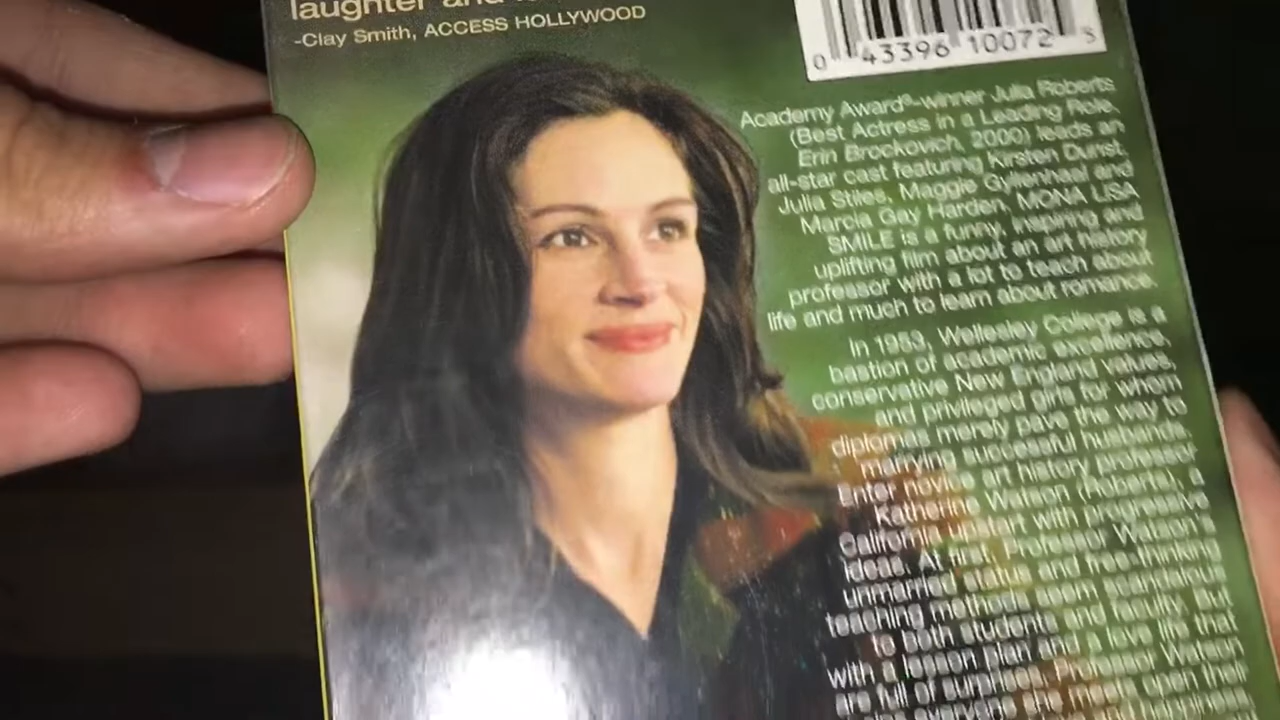 laughter and
-Clay Smith, ACCESS HOLLYWOOD
0 43396 10072 5
Academy Award®-winner Julia Roberts
(Best Actress in a Leading Role,
Erin Brockovich, 2000) leads an
all-star cast featuring Kirsten Dunst,
Julia Stiles, Maggie Gyllenhaal and
Marcia Gay Harden. MONA LISA
SMILE is a funny, inspiring and
uplifting film about an art history
professor with a lot to teach about
life and much to learn about romance.
In 1953, Wellesley College is a
bastion of academic excellence,
conservative New England values,
and privileged girls for whom
diplomas merely pave the way to
marrying successful husbands.
Enter novice art history professor
Katherine Watson (Roberts), a
California expert with progressive
ideas. At first, Professor Watson's
unmarried status and free-thinking
teaching methods seem
to both students and faculty. But
with a lesson plan and a love life that
are full of surprises, Professor Watson
everyone she meets